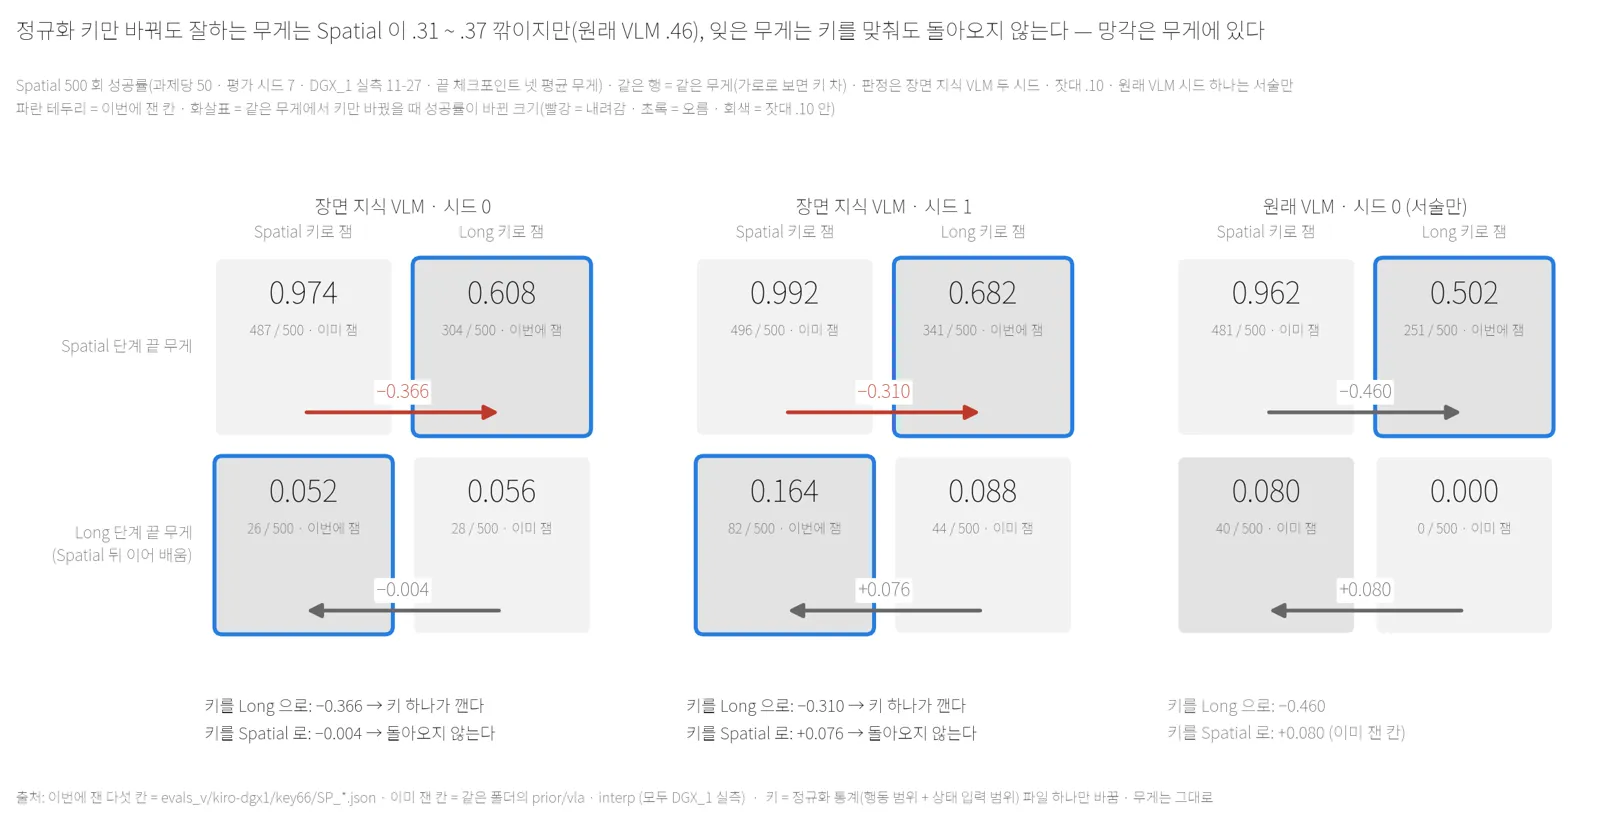 정규화 키만 바꿔도 잘하는 무게는 Spatial 이 .31 ~ .37 깎이지만(원래 VLM .46), 잊은 무게는 키를 맞춰도 돌아오지 않는다 — 망각은 무게에 있다
Spatial 500 회 성공률(과제당 50 · 평가 시드 7 · DGX_1 실측 11-27 · 끝 체크포인트 넷 평균 무게) · 같은 행 = 같은 무게(가로로 보면 키 차) · 판정은 장면 지식 VLM 두 시드 · 잣대 .10 · 원래 VLM 시드 하나는 서술만
파란 테두리 = 이번에 잰 칸 · 화살표 = 같은 무게에서 키만 바꿨을 때 성공률이 바뀐 크기(빨강 = 내려감 · 초록 = 오름 · 회색 = 잣대 .10 안)
장면 지식 VLM · 시드 0
장면 지식 VLM · 시드 1
원래 VLM · 시드 0 (서술만)
Spatial 키로 잼
Long 키로 잼
Spatial 키로 잼
Long 키로 잼
Spatial 키로 잼
Long 키로 잼
Spatial 단계 끝 무게
0.974
487 / 500 · 이미 잼
0.608
304 / 500 · 이번에 잼
−0.366
0.992
496 / 500 · 이미 잼
0.682
341 / 500 · 이번에 잼
−0.310
0.962
481 / 500 · 이미 잼
0.502
251 / 500 · 이번에 잼
−0.460
Long 단계 끝 무게
(Spatial 뒤 이어 배움)
0.052
26 / 500 · 이번에 잼
0.056
28 / 500 · 이미 잼
−0.004
0.164
82 / 500 · 이번에 잼
0.088
44 / 500 · 이미 잼
+0.076
0.080
40 / 500 · 이미 잼
0.000
0 / 500 · 이미 잼
+0.080
키를 Long 으로: −0.366 → 키 하나가 깬다
키를 Spatial 로: −0.004 → 돌아오지 않는다
키를 Long 으로: −0.310 → 키 하나가 깬다
키를 Spatial 로: +0.076 → 돌아오지 않는다
키를 Long 으로: −0.460
키를 Spatial 로: +0.080 (이미 잰 칸)
출처: 이번에 잰 다섯 칸 = evals_v/kiro-dgx1/key66/SP_*.json · 이미 잰 칸 = 같은 폴더의 prior/vla · interp (모두 DGX_1 실측) · 키 = 정규화 통계(행동 범위 + 상태 입력 범위) 파일 하나만 바꿈 · 무게는 그대로